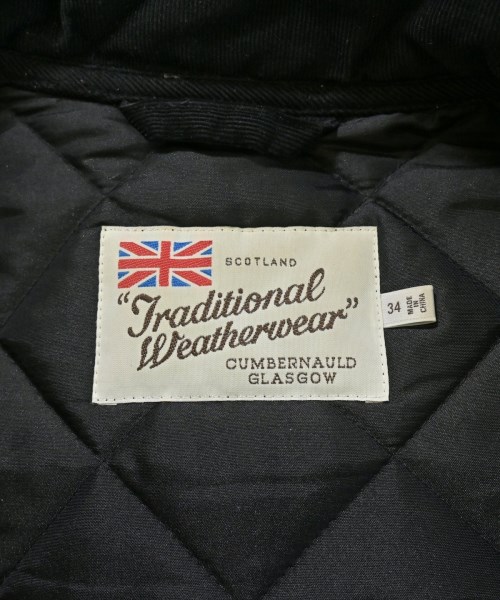 SCOTLAND
"Traditional
Weatherwear"
CUMBERNAULD
GLASGOW
34
MADE
IN
CHINA